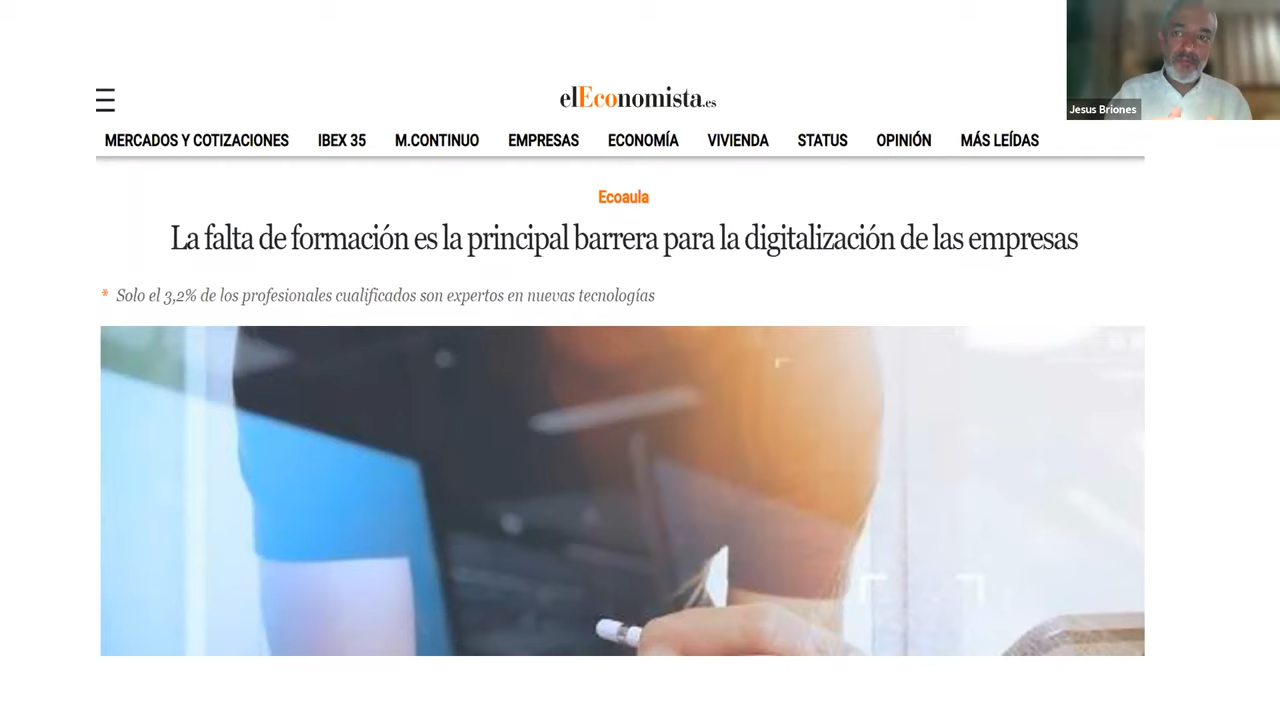 Jesus Briones
elEconomista.es
MERCADOS Y COTIZACIONES IBEX 35 M.CONTINUO EMPRESAS ECONOMÍA VIVIENDA STATUS OPINIÓN MÁS LEÍDAS
Ecoaula
La falta de formación es la principal barrera para la digitalización de las empresas
* Solo el 3,2% de los profesionales cualificados son expertos en nuevas tecnologías